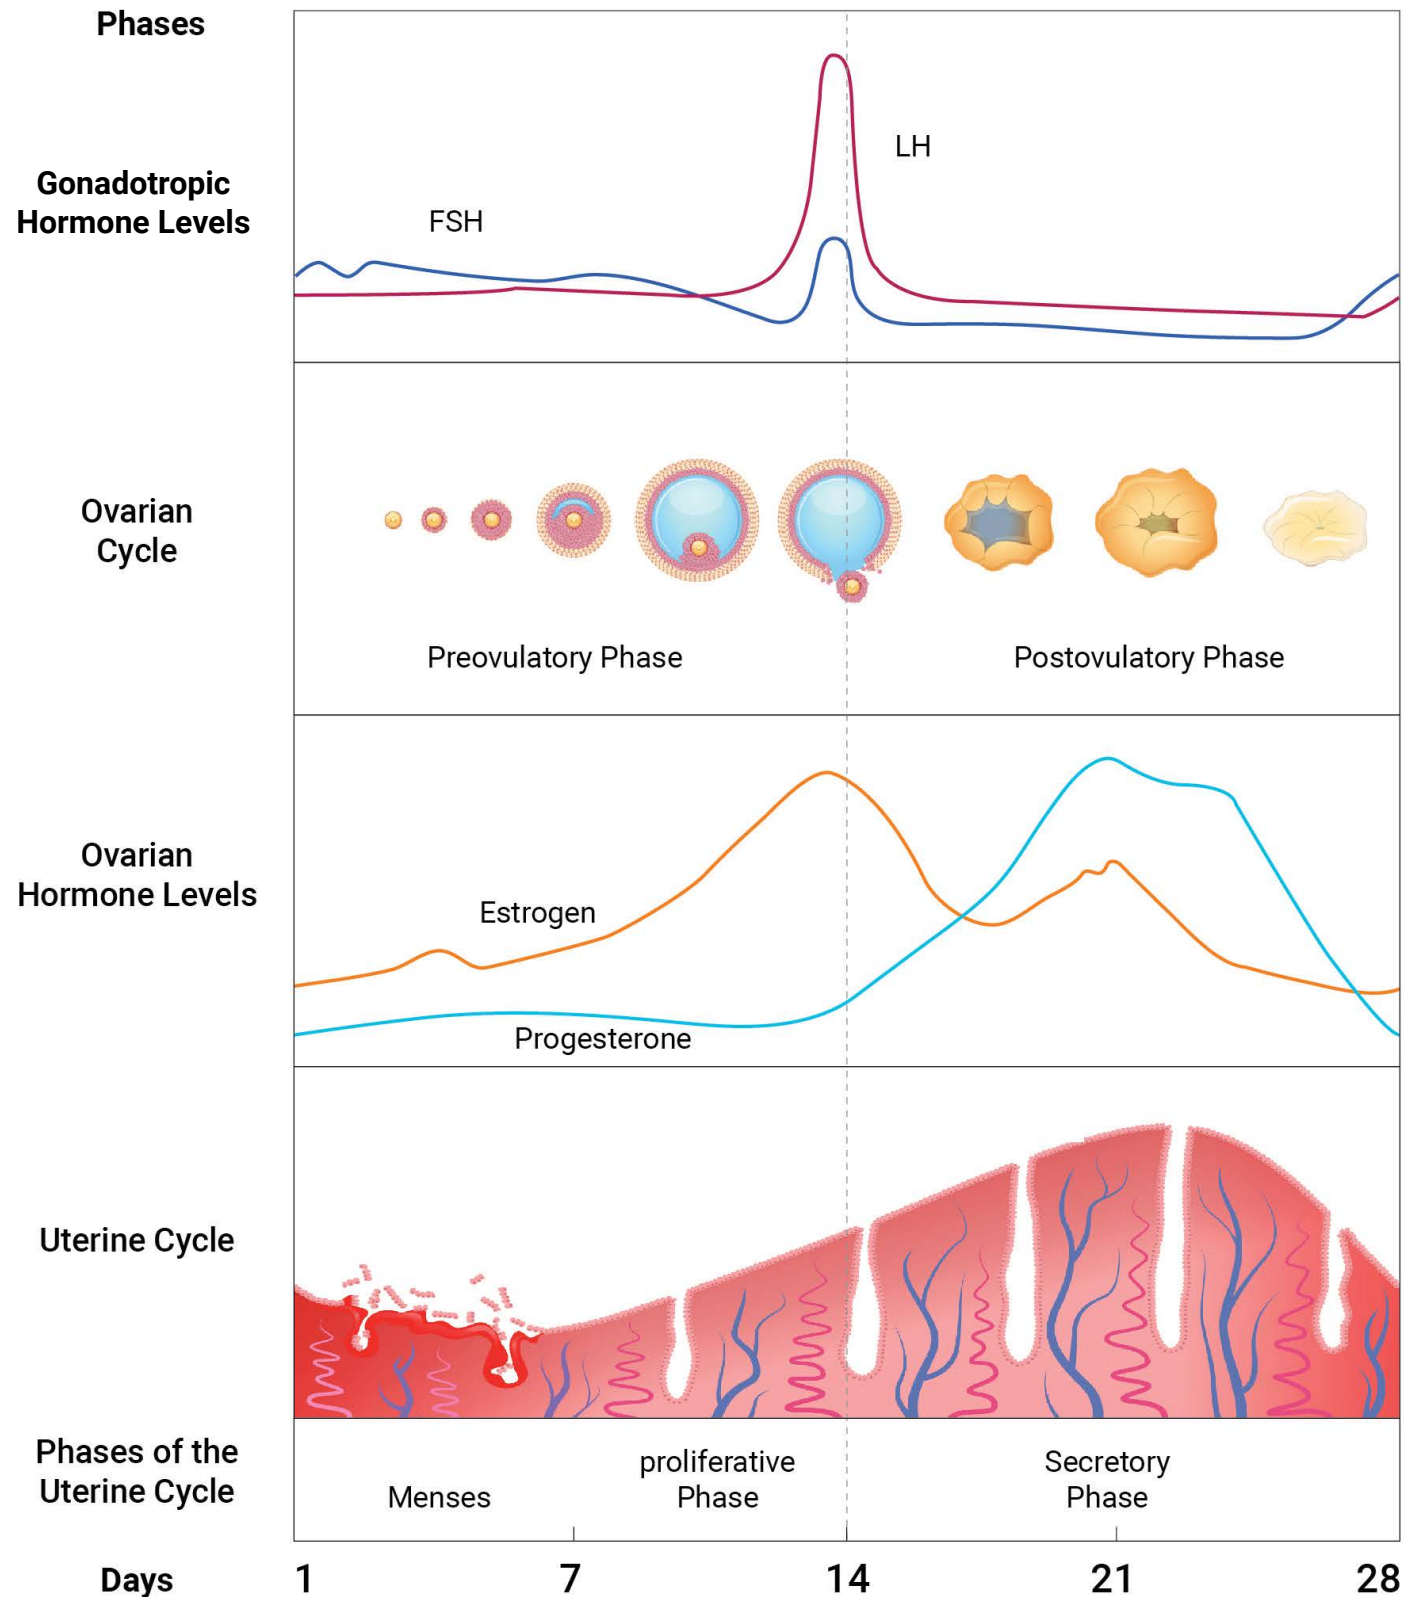 Phases
Gonadotropic
Hormone Levels
FSH
LH
Ovarian
Cycle
Preovulatory Phase
Postovulatory Phase
Ovarian
Hormone Levels
Estrogen
Progesterone
Uterine Cycle
Phases of the
Uterine Cycle
Menses
proliferative
Phase
Secretory
Phase
Days
1 7 14 21 28